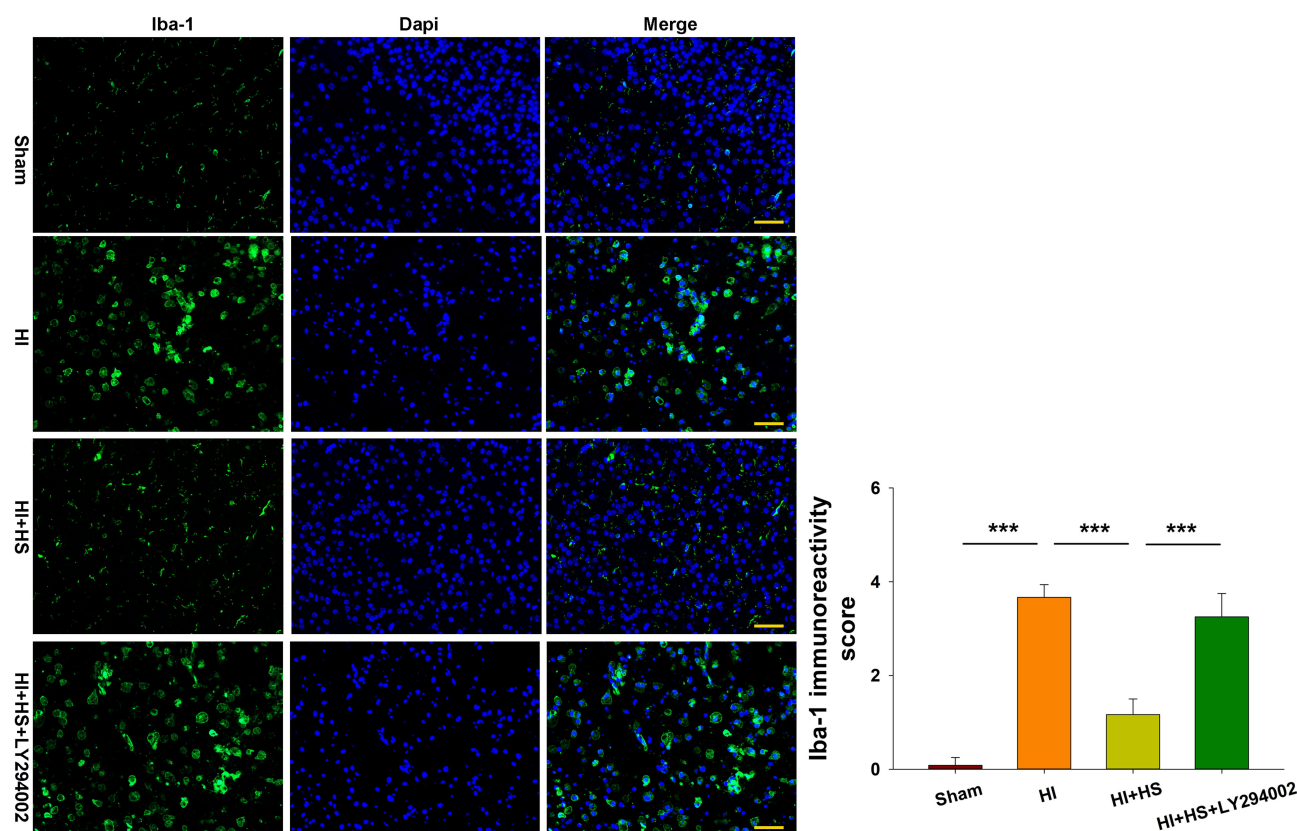 Iba-1 Dapi Merge
Sham
HI
HI+HS
HI+HS+LY294002
Iba-1 immunoreactivity
score
6
4
2
0
*** *** ***
Sham HI HI+HS HI+HS+LY294002